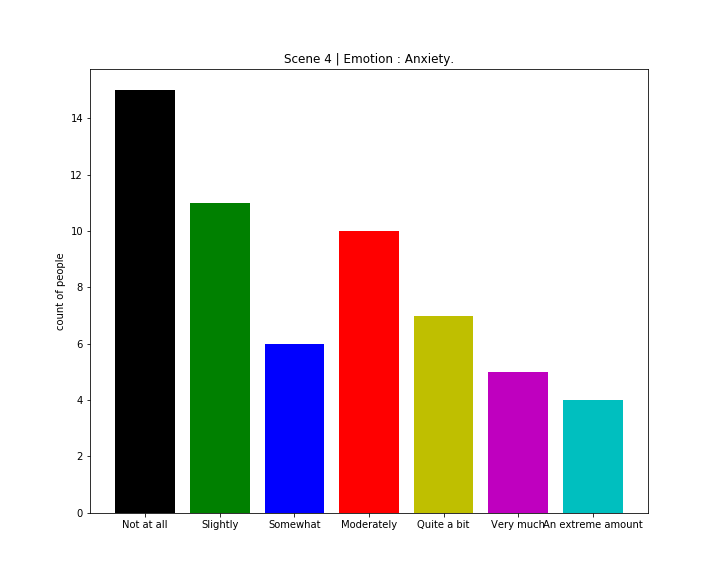 Scene 4 | Emotion : Anxiety.
count of people
14
12
10
8
6
4
2
0
Not at all Slightly Somewhat Moderately Quite a bit Very much An extreme amount